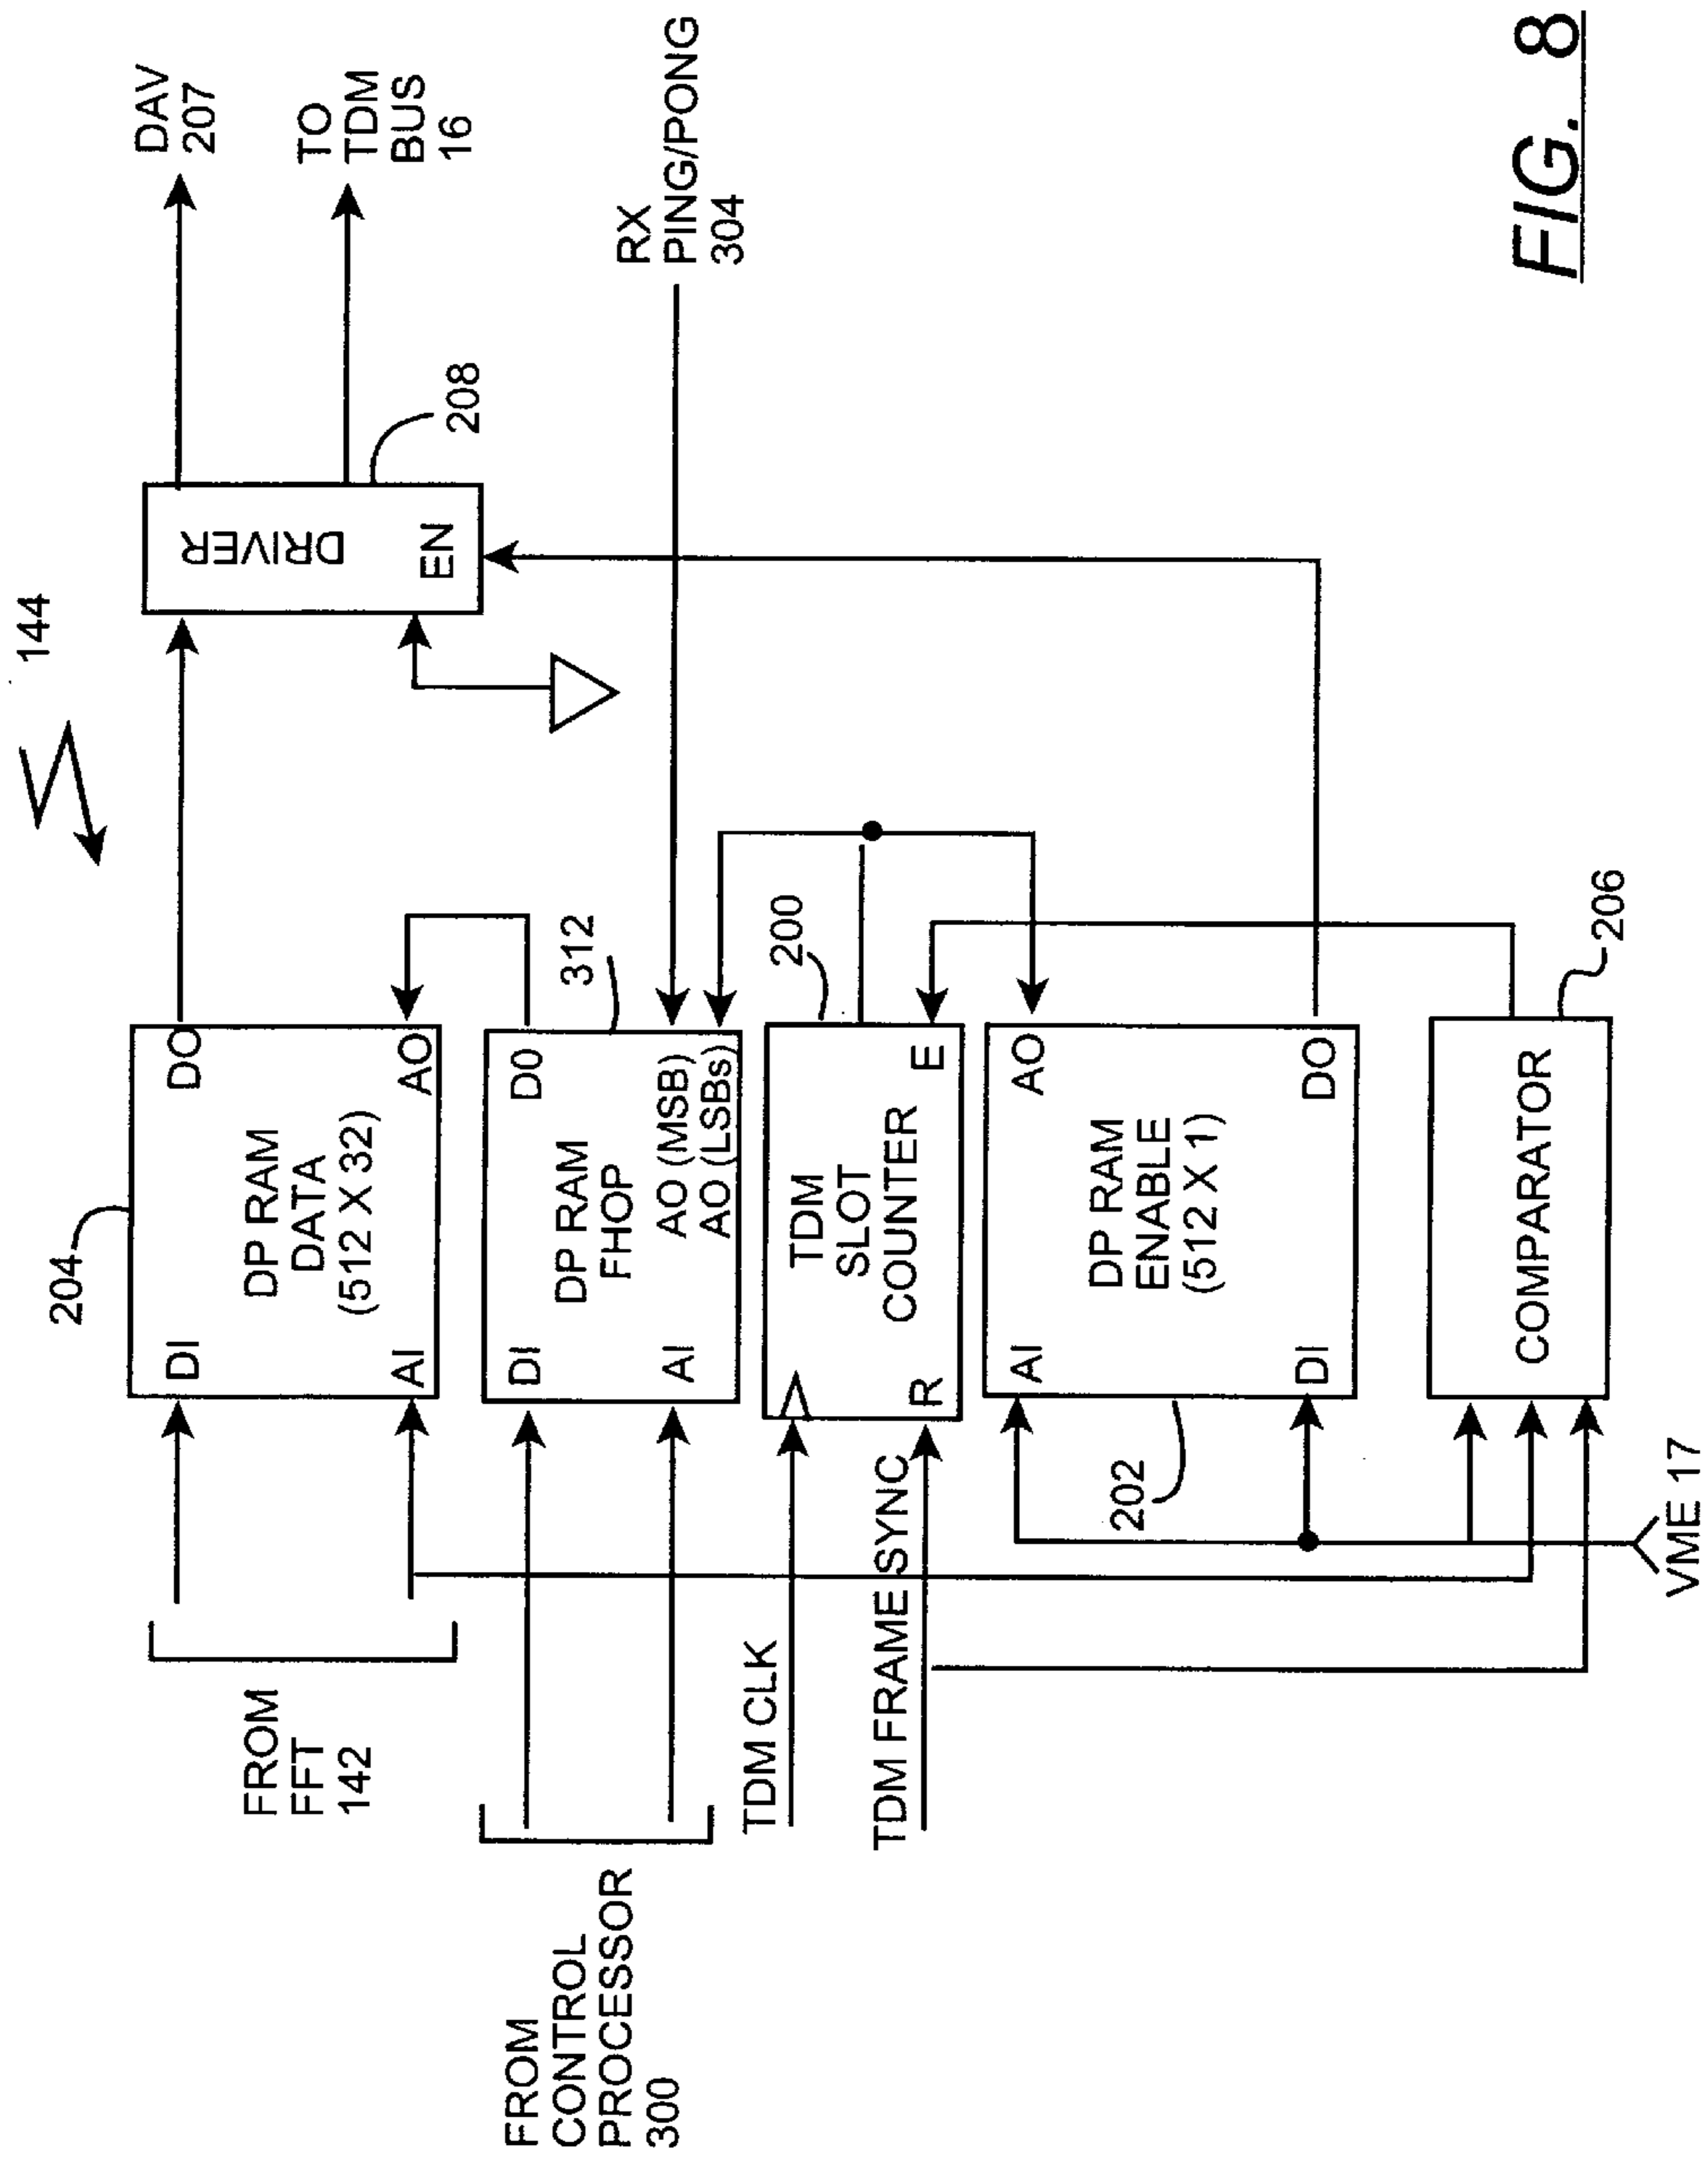 144
DAV
207
TO
TDM
BUS
16
DRIVER
EN
208
RX
PING/PONG
304
204
DI
DO
DP RAM
DATA
(512 X 32)
AI
AO
FROM
FFT
142
312
DI
D0
DP RAM
FHOP
AO (MSB)
AI
AO (LSBs)
FROM
CONTROL
PROCESSOR
300
200
TDM
SLOT
COUNTER
R
E
TDM CLK
TDM FRAME SYNC
202
AI
AO
DP RAM
ENABLE
(512 X 1)
DI
DO
206
COMPARATOR
VME 17
FIG. 8